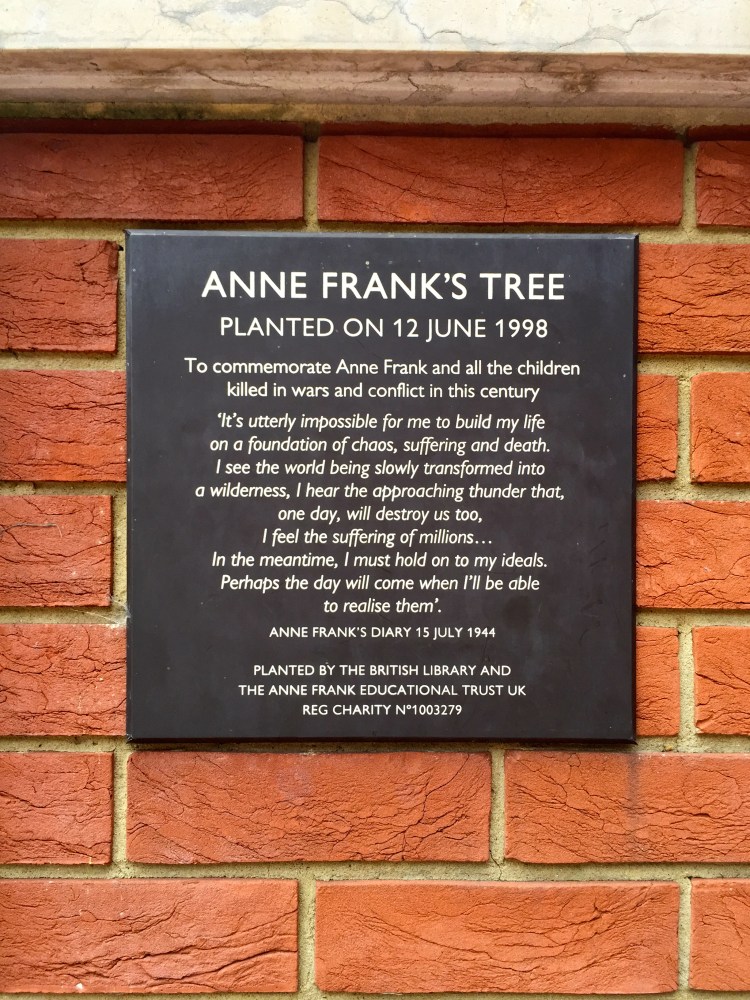 ANNE FRANK'S TREE
PLANTED ON 12 JUNE 1998
To commemorate Anne Frank and all the children
killed in wars and conflict in this century
‘It's utterly impossible for me to build my life
on a foundation of chaos, suffering and death.
I see the world being slowly transformed into
a wilderness, I hear the approaching thunder that,
one day, will destroy us too,
I feel the suffering of millions...
In the meantime, I must hold on to my ideals.
Perhaps the day will come when I'll be able
to realise them’.
ANNE FRANK'S DIARY 15 JULY 1944
PLANTED BY THE BRITISH LIBRARY AND
THE ANNE FRANK EDUCATIONAL TRUST UK
REG CHARITY Nº1003279